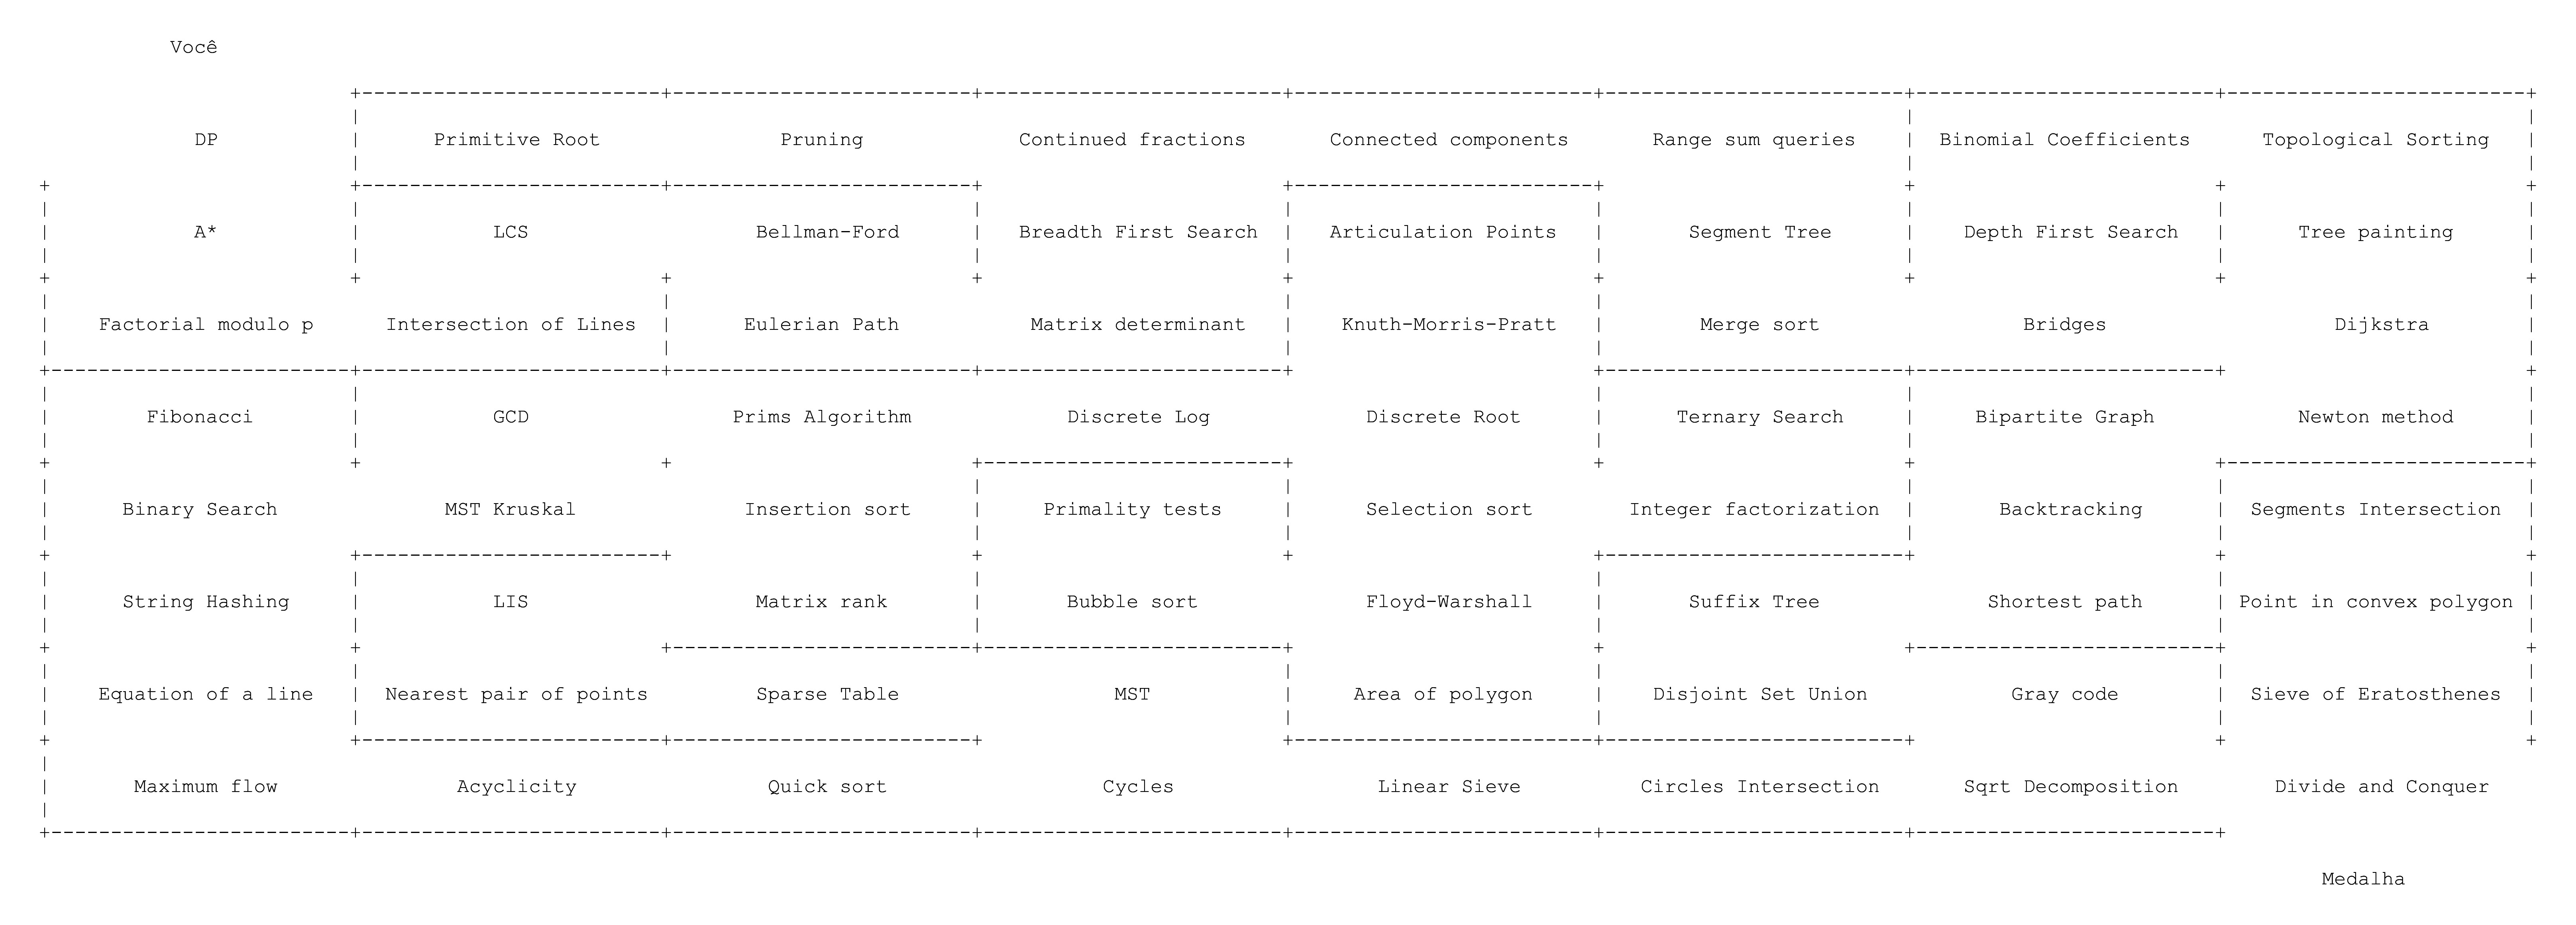 Você
DP Primitive Root Pruning Continued fractions Connected components Range sum queries Binomial Coefficients Topological Sorting
A* LCS Bellman-Ford Breadth First Search Articulation Points Segment Tree Depth First Search Tree painting
Factorial modulo p Intersection of Lines Eulerian Path Matrix determinant Knuth-Morris-Pratt Merge sort Bridges Dijkstra
Fibonacci GCD Prims Algorithm Discrete Log Discrete Root Ternary Search Bipartite Graph Newton method
Binary Search MST Kruskal Insertion sort Primality tests Selection sort Integer factorization Backtracking Segments Intersection
String Hashing LIS Matrix rank Bubble sort Floyd-Warshall Suffix Tree Shortest path Point in convex polygon
Equation of a line Nearest pair of points Sparse Table MST Area of polygon Disjoint Set Union Gray code Sieve of Eratosthenes
Maximum flow Acyclicity Quick sort Cycles Linear Sieve Circles Intersection Sqrt Decomposition Divide and Conquer
Medalha